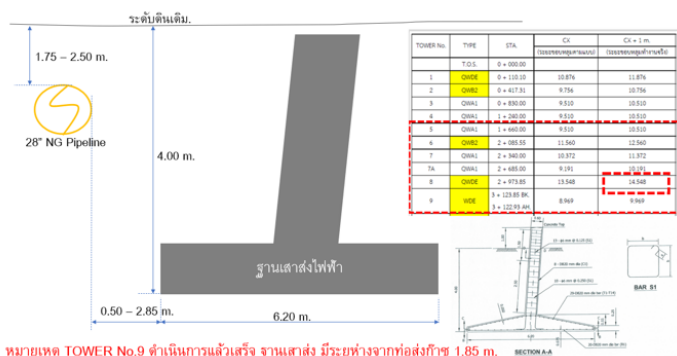 ระดับดินเดิม.
1.75 – 2.50 m.
28" NG Pipeline
4.00 m.
ฐานเสาส่งไฟฟ้า
0.50 – 2.85 m.
6.20 m.
TOWER No. TYPE STA. CX CX + 1 m.
T.O.S. 0 + 000.00
1 QWDE 0 + 110.10 10.876 11.876
2 QWB2 0 + 417.31 9.756 10.756
3 QWA1 0 + 830.00 9.510 10.510
4 QWA1 1 + 240.00 9.510 10.510
5 QWA1 1 + 660.00 9.510 10.510
6 QWB2 2 + 085.55 11.560 12.560
7 QWA1 2 + 340.00 10.372 11.372
7A QWA1 2 + 685.00 9.191 10.191
8 QWDE 2 + 973.85 13.548 14.548
9 WDE 3 + 123.85 BK. 8.969 9.969
3 + 122.93 AH.
Concrete Top
BAR S1
SECTION A-A
หมายเหต TOWER No.9 ดำเนินการแล้วเสร็จ จานเสาส่ง มีระยห่างจากท่อส่งก๊าซ 1.85 m.